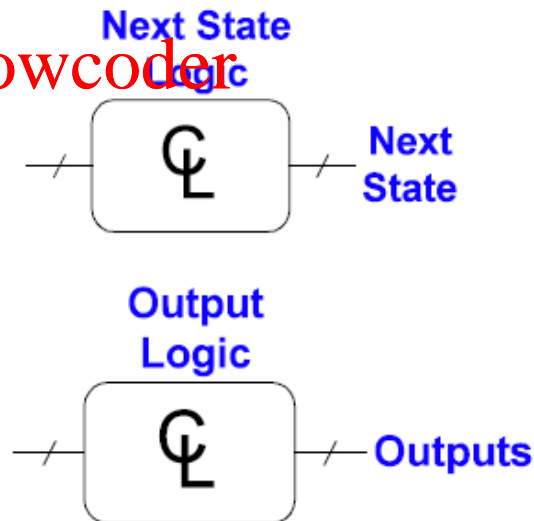 Next State
Logic
owcoder
CL
Next
State
Output
Logic
CL
Outputs